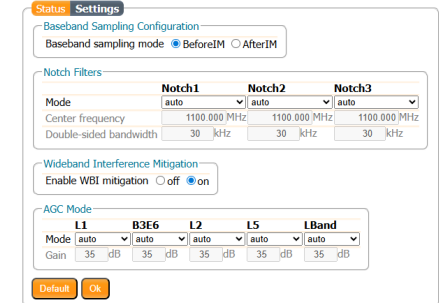 Status Settings
Baseband Sampling Configuration
Baseband sampling mode BeforeIM AfterIM
Notch Filters
Notch1 Notch2 Notch3
Mode auto auto auto
Center frequency 1100.000 MHz 1100.000 MHz 1100.000 MHz
Double-sided bandwidth 30 kHz 30 kHz 30 kHz
Wideband Interference Mitigation
Enable WBI mitigation off on
AGC Mode
L1 B3E6 L2 L5 LBand
Mode auto auto auto auto auto
Gain 35 dB 35 dB 35 dB 35 dB 35 dB
Default Ok